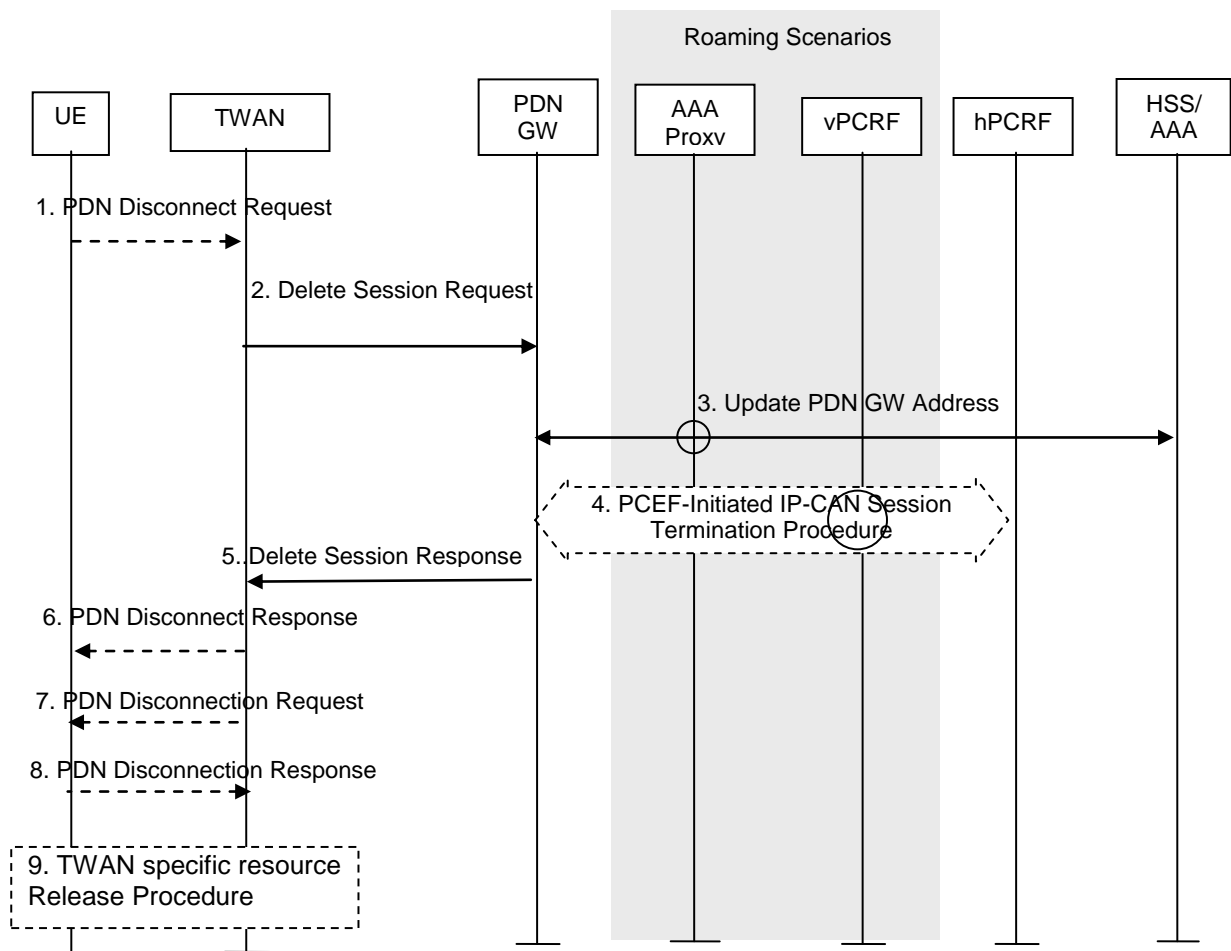 Roaming Scenarios
UE
TWAN
PDN
GW
AAA
Proxy
vPCRF
hPCRF
HSS/
AAA
1. PDN Disconnect Request
2. Delete Session Request
3. Update PDN GW Address
4. PCEF-Initiated IP-CAN Session
Termination Procedure
5..Delete Session Response
6. PDN Disconnect Response
7. PDN Disconnection Request
8. PDN Disconnection Response
9. TWAN specific resource
Release Procedure